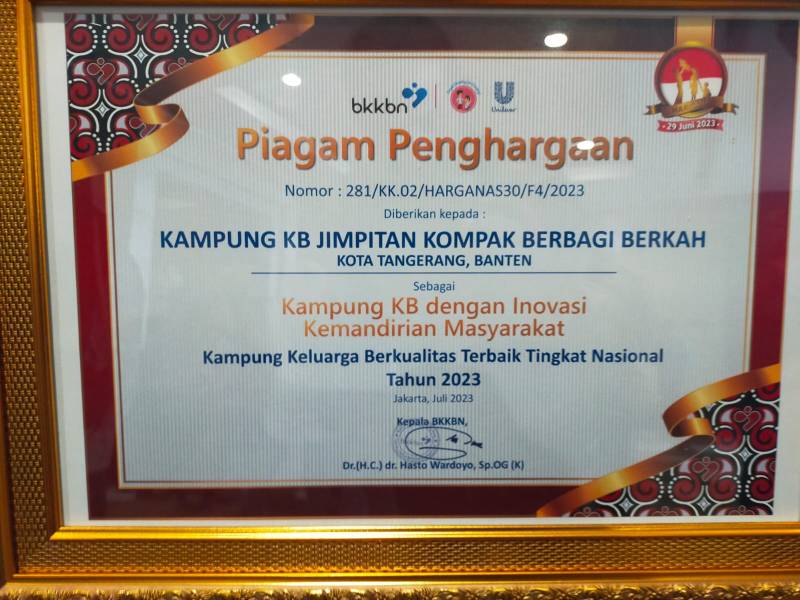 bkkbn
Unilever
29 Juni 2023
Piagam Penghargaan
Nomor : 281/KK.02/HARGANAS30/F4/2023
Diberikan kepada :
KAMPUNG KB JIMPITAN KOMPAK BERBAGI BERKAH
KOTA TANGERANG, BANTEN
Sebagai
Kampung KB dengan Inovasi
Kemandirian Masyarakat
Kampung Keluarga Berkualitas Terbaik Tingkat Nasional
Tahun 2023
Jakarta, Juli 2023
Kepala BKKBN,
Dr.(H.C.) dr. Hasto Wardoyo, Sp.OG (K)